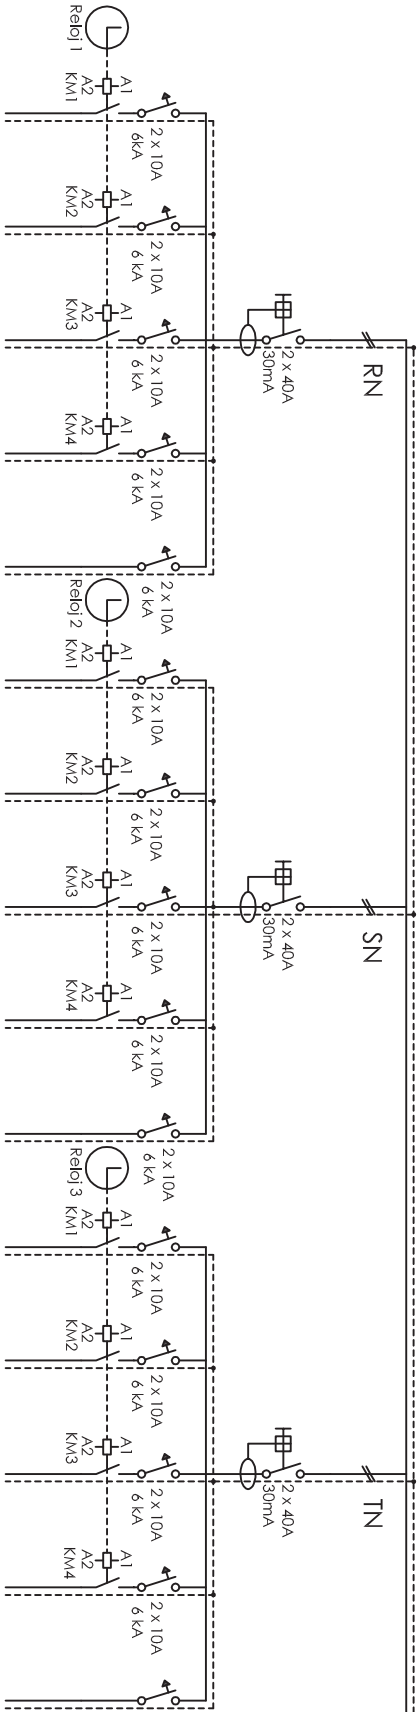 RN
2 x 40A
30mA
2 x 10A
6kA
2 x 10A
6 kA
2 x 10A
6 kA
2 x 10A
6 kA
2 x 10A
6 kA
Reloj 1
A1
A2
KM1
A1
A2
KM2
A1
A2
KM3
A1
A2
KM4
SN
2 x 40A
30mA
2 x 10A
6 kA
2 x 10A
6 kA
2 x 10A
6 kA
2 x 10A
6 kA
2 x 10A
6 kA
Reloj 2
A1
A2
KM1
A1
A2
KM2
A1
A2
KM3
A1
A2
KM4
TN
2 x 40A
30mA
2 x 10A
6 kA
2 x 10A
6 kA
2 x 10A
6 kA
2 x 10A
6 kA
Reloj 3
A1
A2
KM1
A1
A2
KM2
A1
A2
KM3
A1
A2
KM4